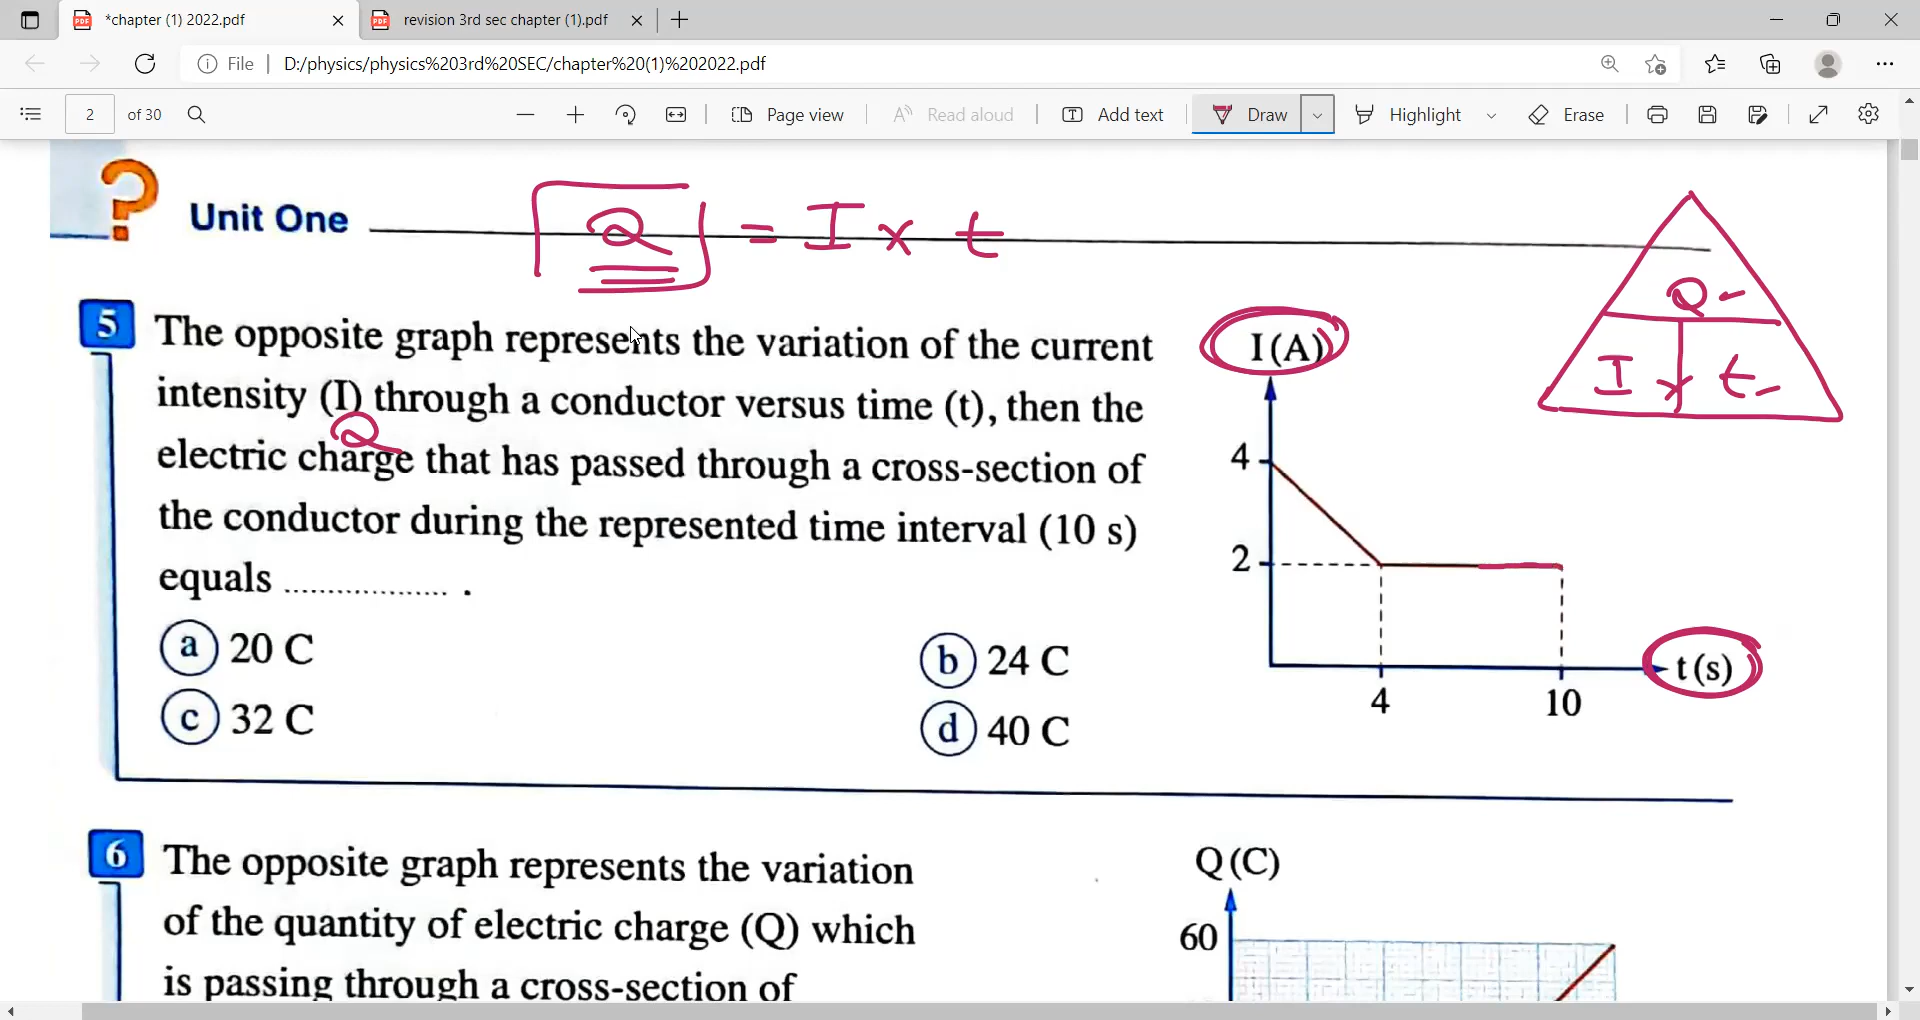 *chapter (1) 2022.pdf
revision 3rd sec chapter (1).pdf
File
D:/physics/physics%203rd%20SEC/chapter%20(1)%202022.pdf
2 of 30
Page view
Read aloud
Add text
Draw
Highlight
Erase
?
Unit One
Q = I × t
Q
I × t
5 The opposite graph represents the variation of the current
intensity (I) through a conductor versus time (t), then the
Q
electric charge that has passed through a cross-section of
the conductor during the represented time interval (10 s)
equals .................. .
a 20 C
b 24 C
c 32 C
d 40 C
I (A)
4
2
4
10
t (s)
6 The opposite graph represents the variation
of the quantity of electric charge (Q) which
is passing through a cross-section of
Q (C)
60